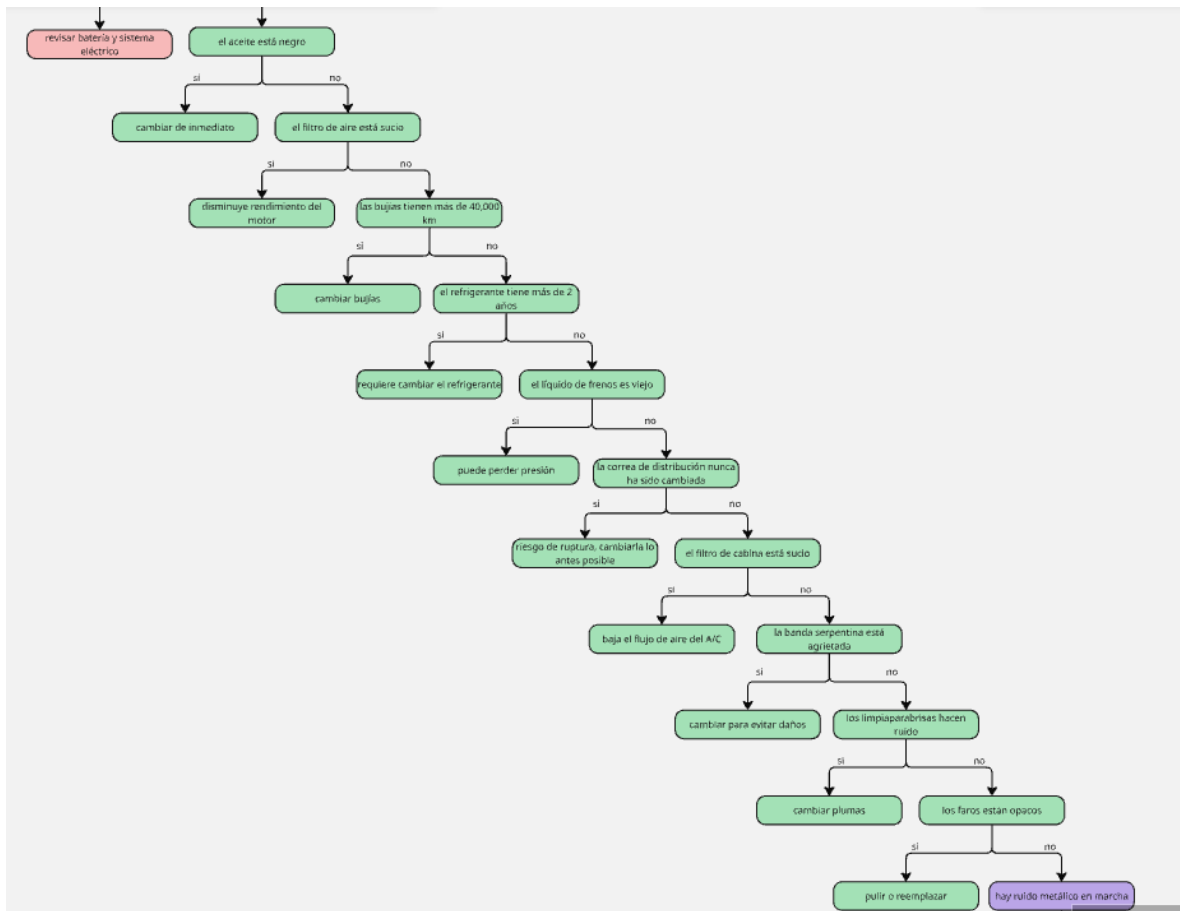 revisar batería y sistema
eléctrico
el aceite está negro
si
no
cambiar de inmediato
el filtro de aire está sucio
si
no
disminuye rendimiento del
motor
las bujías tienen más de 40,000
km
si
no
cambiar bujías
el refrigerante tiene más de 2
años
si
no
requiere cambiar el refrigerante
el líquido de frenos es viejo
si
no
puede perder presión
la correa de distribución nunca
ha sido cambiada
si
no
riesgo de ruptura, cambiarla lo
antes posible
el filtro de cabina está sucio
si
no
baja el flujo de aire del A/C
la banda serpentina está
agrietada
si
no
cambiar para evitar daños
los limpiaparabrisas hacen
ruido
si
no
cambiar plumas
los faros están opacos
si
no
pulir o reemplazar
hay ruido metálico en marcha